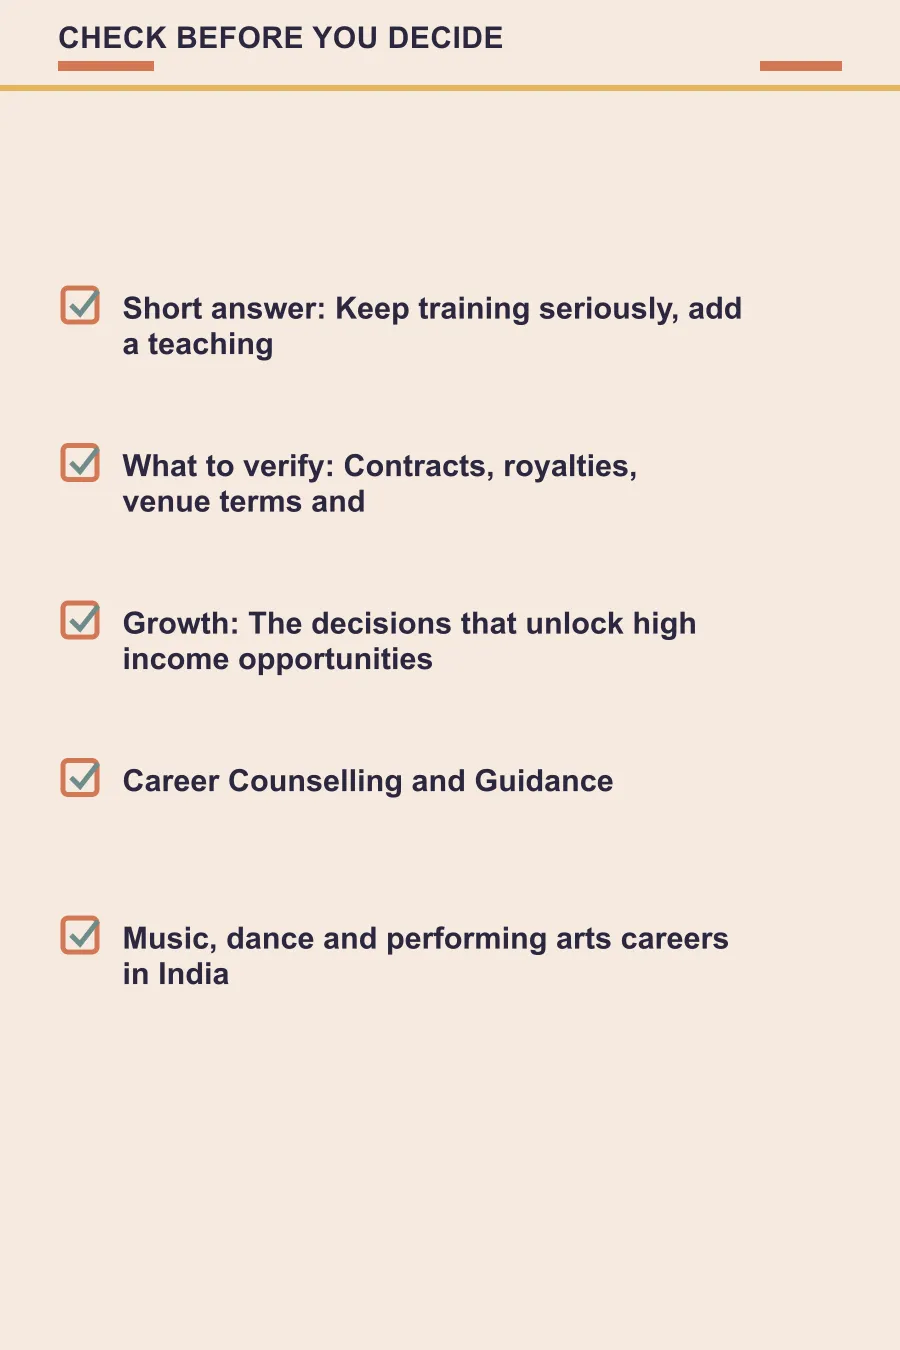 CHECK BEFORE YOU DECIDE
Short answer: Keep training seriously, add
a teaching
What to verify: Contracts, royalties,
venue terms and
Growth: The decisions that unlock high
income opportunities
Career Counselling and Guidance
Music, dance and performing arts careers
in India